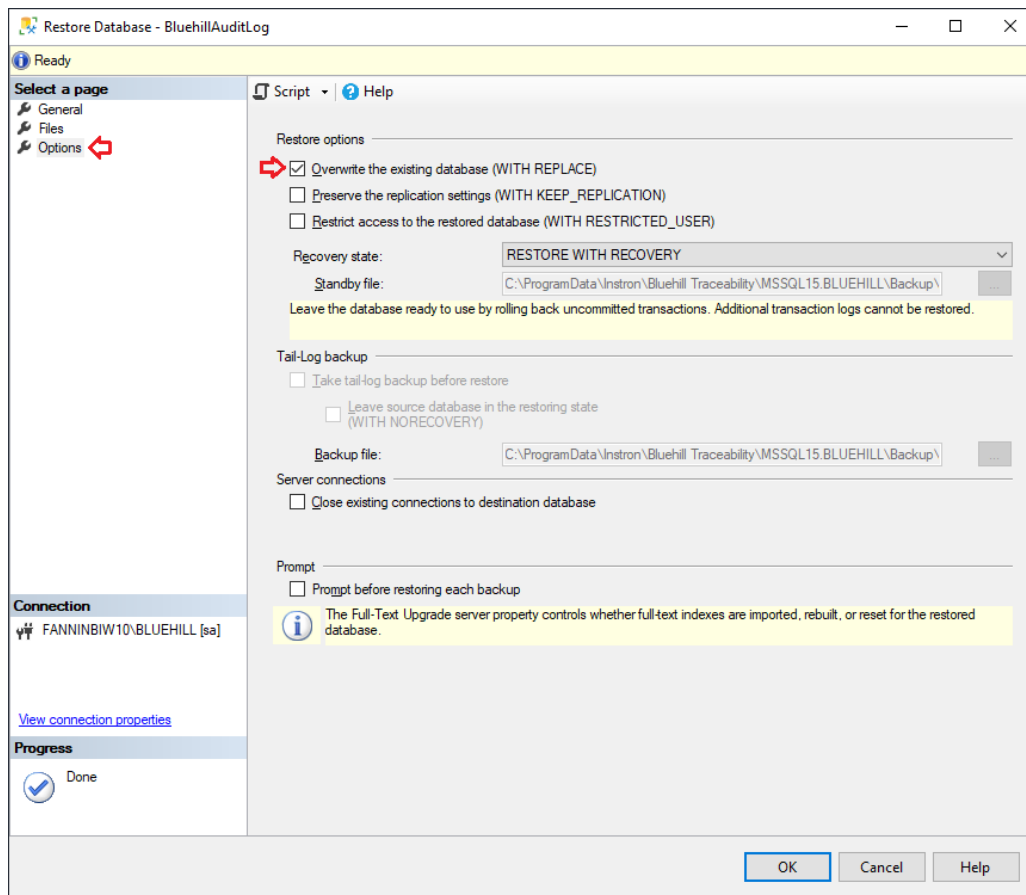 Restore Database - BluehillAuditLog
Ready
Select a page
General
Files
Options
Script
Help
Restore options
Overwrite the existing database (WITH REPLACE)
Preserve the replication settings (WITH KEEP_REPLICATION)
Restrict access to the restored database (WITH RESTRICTED_USER)
Recovery state:
RESTORE WITH RECOVERY
Standby file:
C:\ProgramData\Instron\Bluehill Traceability\MSSQL15.BLUEHILL\Backup\
...
Leave the database ready to use by rolling back uncommitted transactions. Additional transaction logs cannot be restored.
Tail-Log backup
Take tail-log backup before restore
Leave source database in the restoring state
(WITH NORECOVERY)
Backup file:
C:\ProgramData\Instron\Bluehill Traceability\MSSQL15.BLUEHILL\Backup\
...
Server connections
Close existing connections to destination database
Prompt
Prompt before restoring each backup
The Full-Text Upgrade server property controls whether full-text indexes are imported, rebuilt, or reset for the restored
database.
Connection
FANNINBIW10\BLUEHILL [sa]
View connection properties
Progress
Done
OK
Cancel
Help